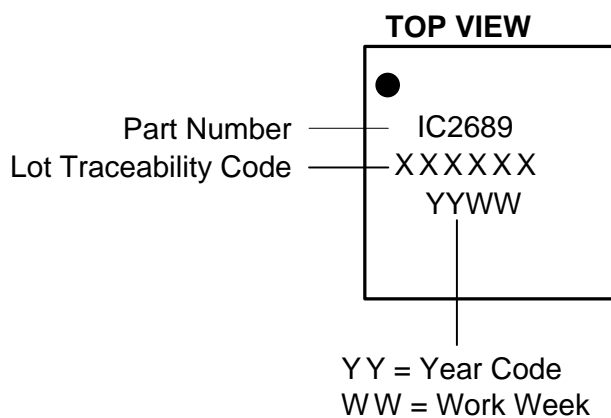 TOP VIEW
Part Number
IC2689
Lot Traceability Code
XXXXXX
YYWW
YY = Year Code
WW = Work Week